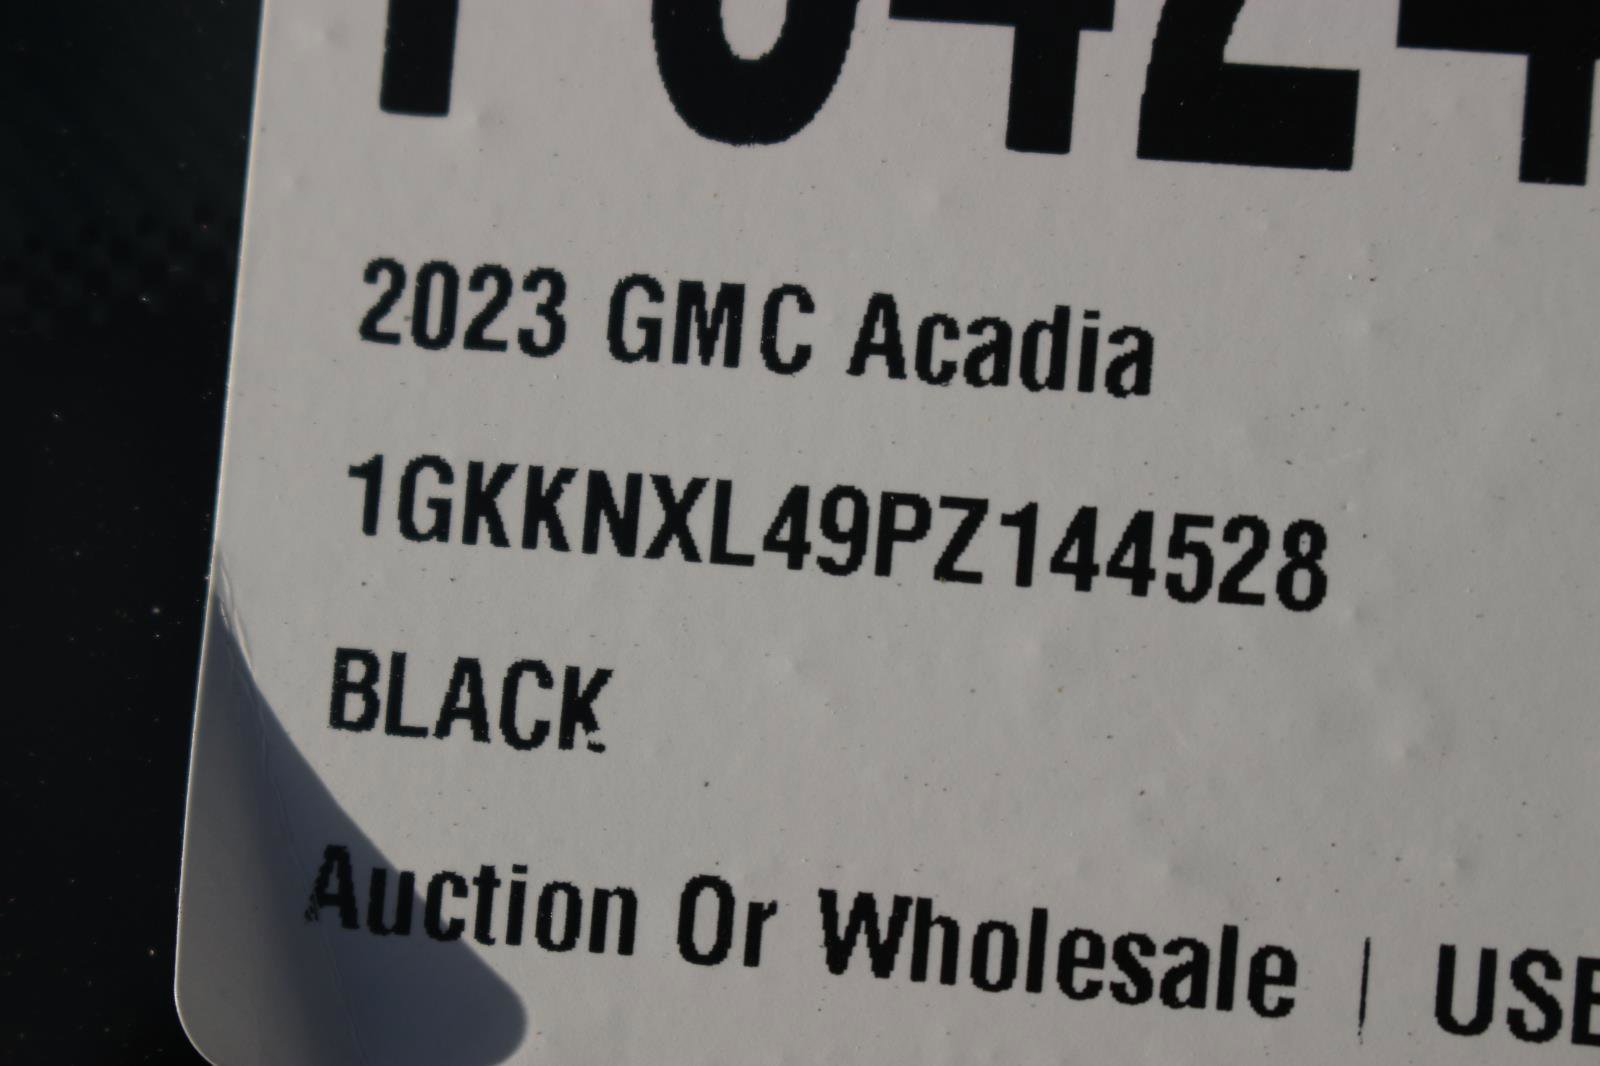 2023 GMC Acadia
1GKKNXL49PZ144528
BLACK
Auction Or Wholesale |